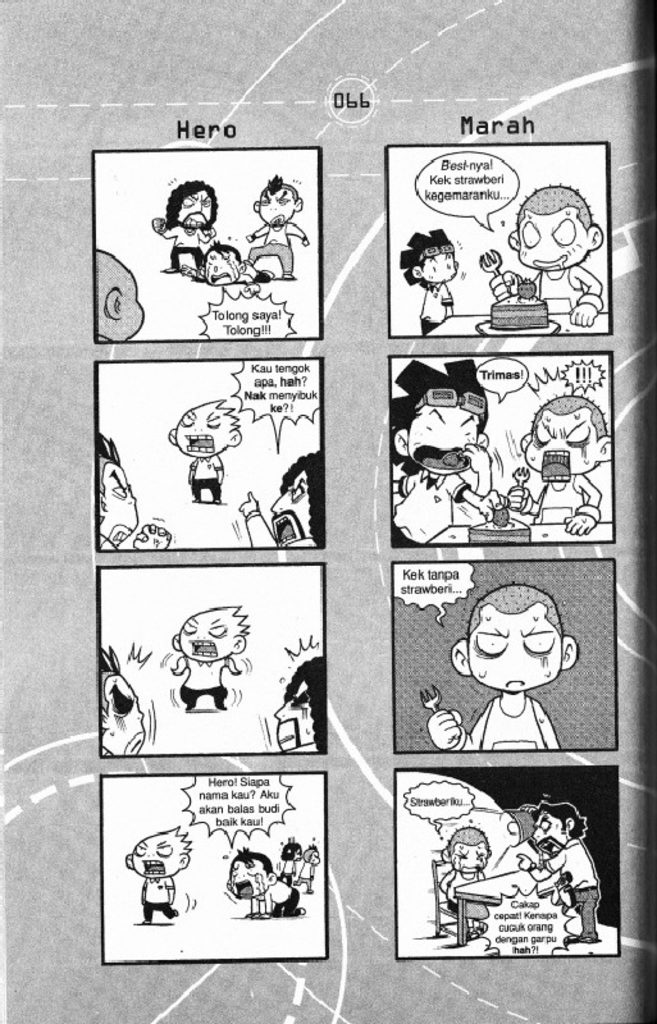 066
Hero
Tolong saya!
Tolong!!!
Kau tengok
apa, hah?
Nak menyibuk
ke?!
Hero! Siapa
nama kau? Aku
akan balas budi
baik kau!
Marah
Best-nya!
Kek strawberi
kegemaranku...
Trimas!
!!!
Kek tanpa
strawberi...
Strawberiku...
Cakap
cepat! Kenapa
cucuk orang
dengan garpu
hah?!